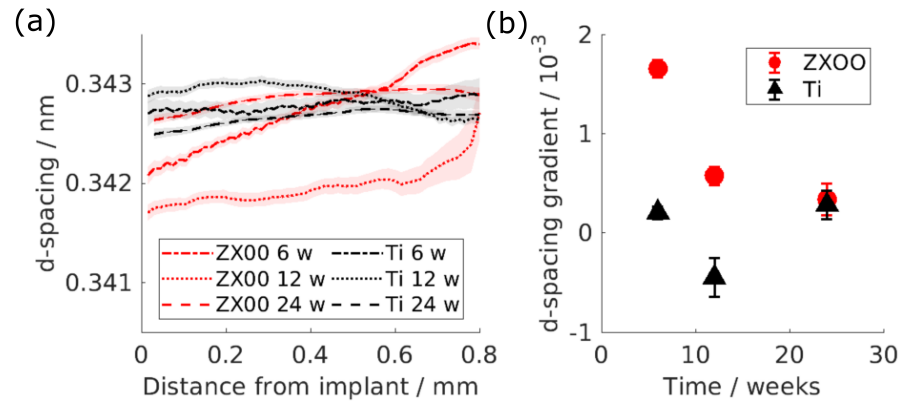 (a)
d-spacing / nm
0.343
0.342
0.341
ZX00 6 w
ZX00 12 w
ZX00 24 w
Ti 6 w
Ti 12 w
Ti 24 w
0 0.2 0.4 0.6 0.8
Distance from implant / mm
(b)
d-spacing gradient / 10-3
2
1
0
-1
ZXOO
Ti
0 10 20 30
Time / weeks